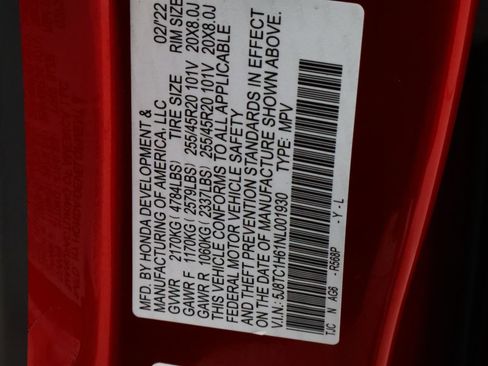 MFD. BY HONDA DEVELOPMENT &
MANUFACTURING OF AMERICA, LLC 02/'22
GVWR 2170KG ( 4784LBS) TIRE SIZE RIM SIZE
GAWR F 1170KG ( 2579LBS) 255/45R20 101V 20X8.0J
GAWR R 1060KG ( 2337LBS) 255/45R20 101V 20X8.0J
THIS VEHICLE CONFORMS TO ALL APPLICABLE
FEDERAL MOTOR VEHICLE SAFETY
AND THEFT PREVENTION STANDARDS IN EFFECT
ON THE DATE OF MANUFACTURE SHOWN ABOVE.
V.I.N.: 5J8TC1H61NL001930 TYPE: MPV
TJC N AG6 - R568P - Y - L